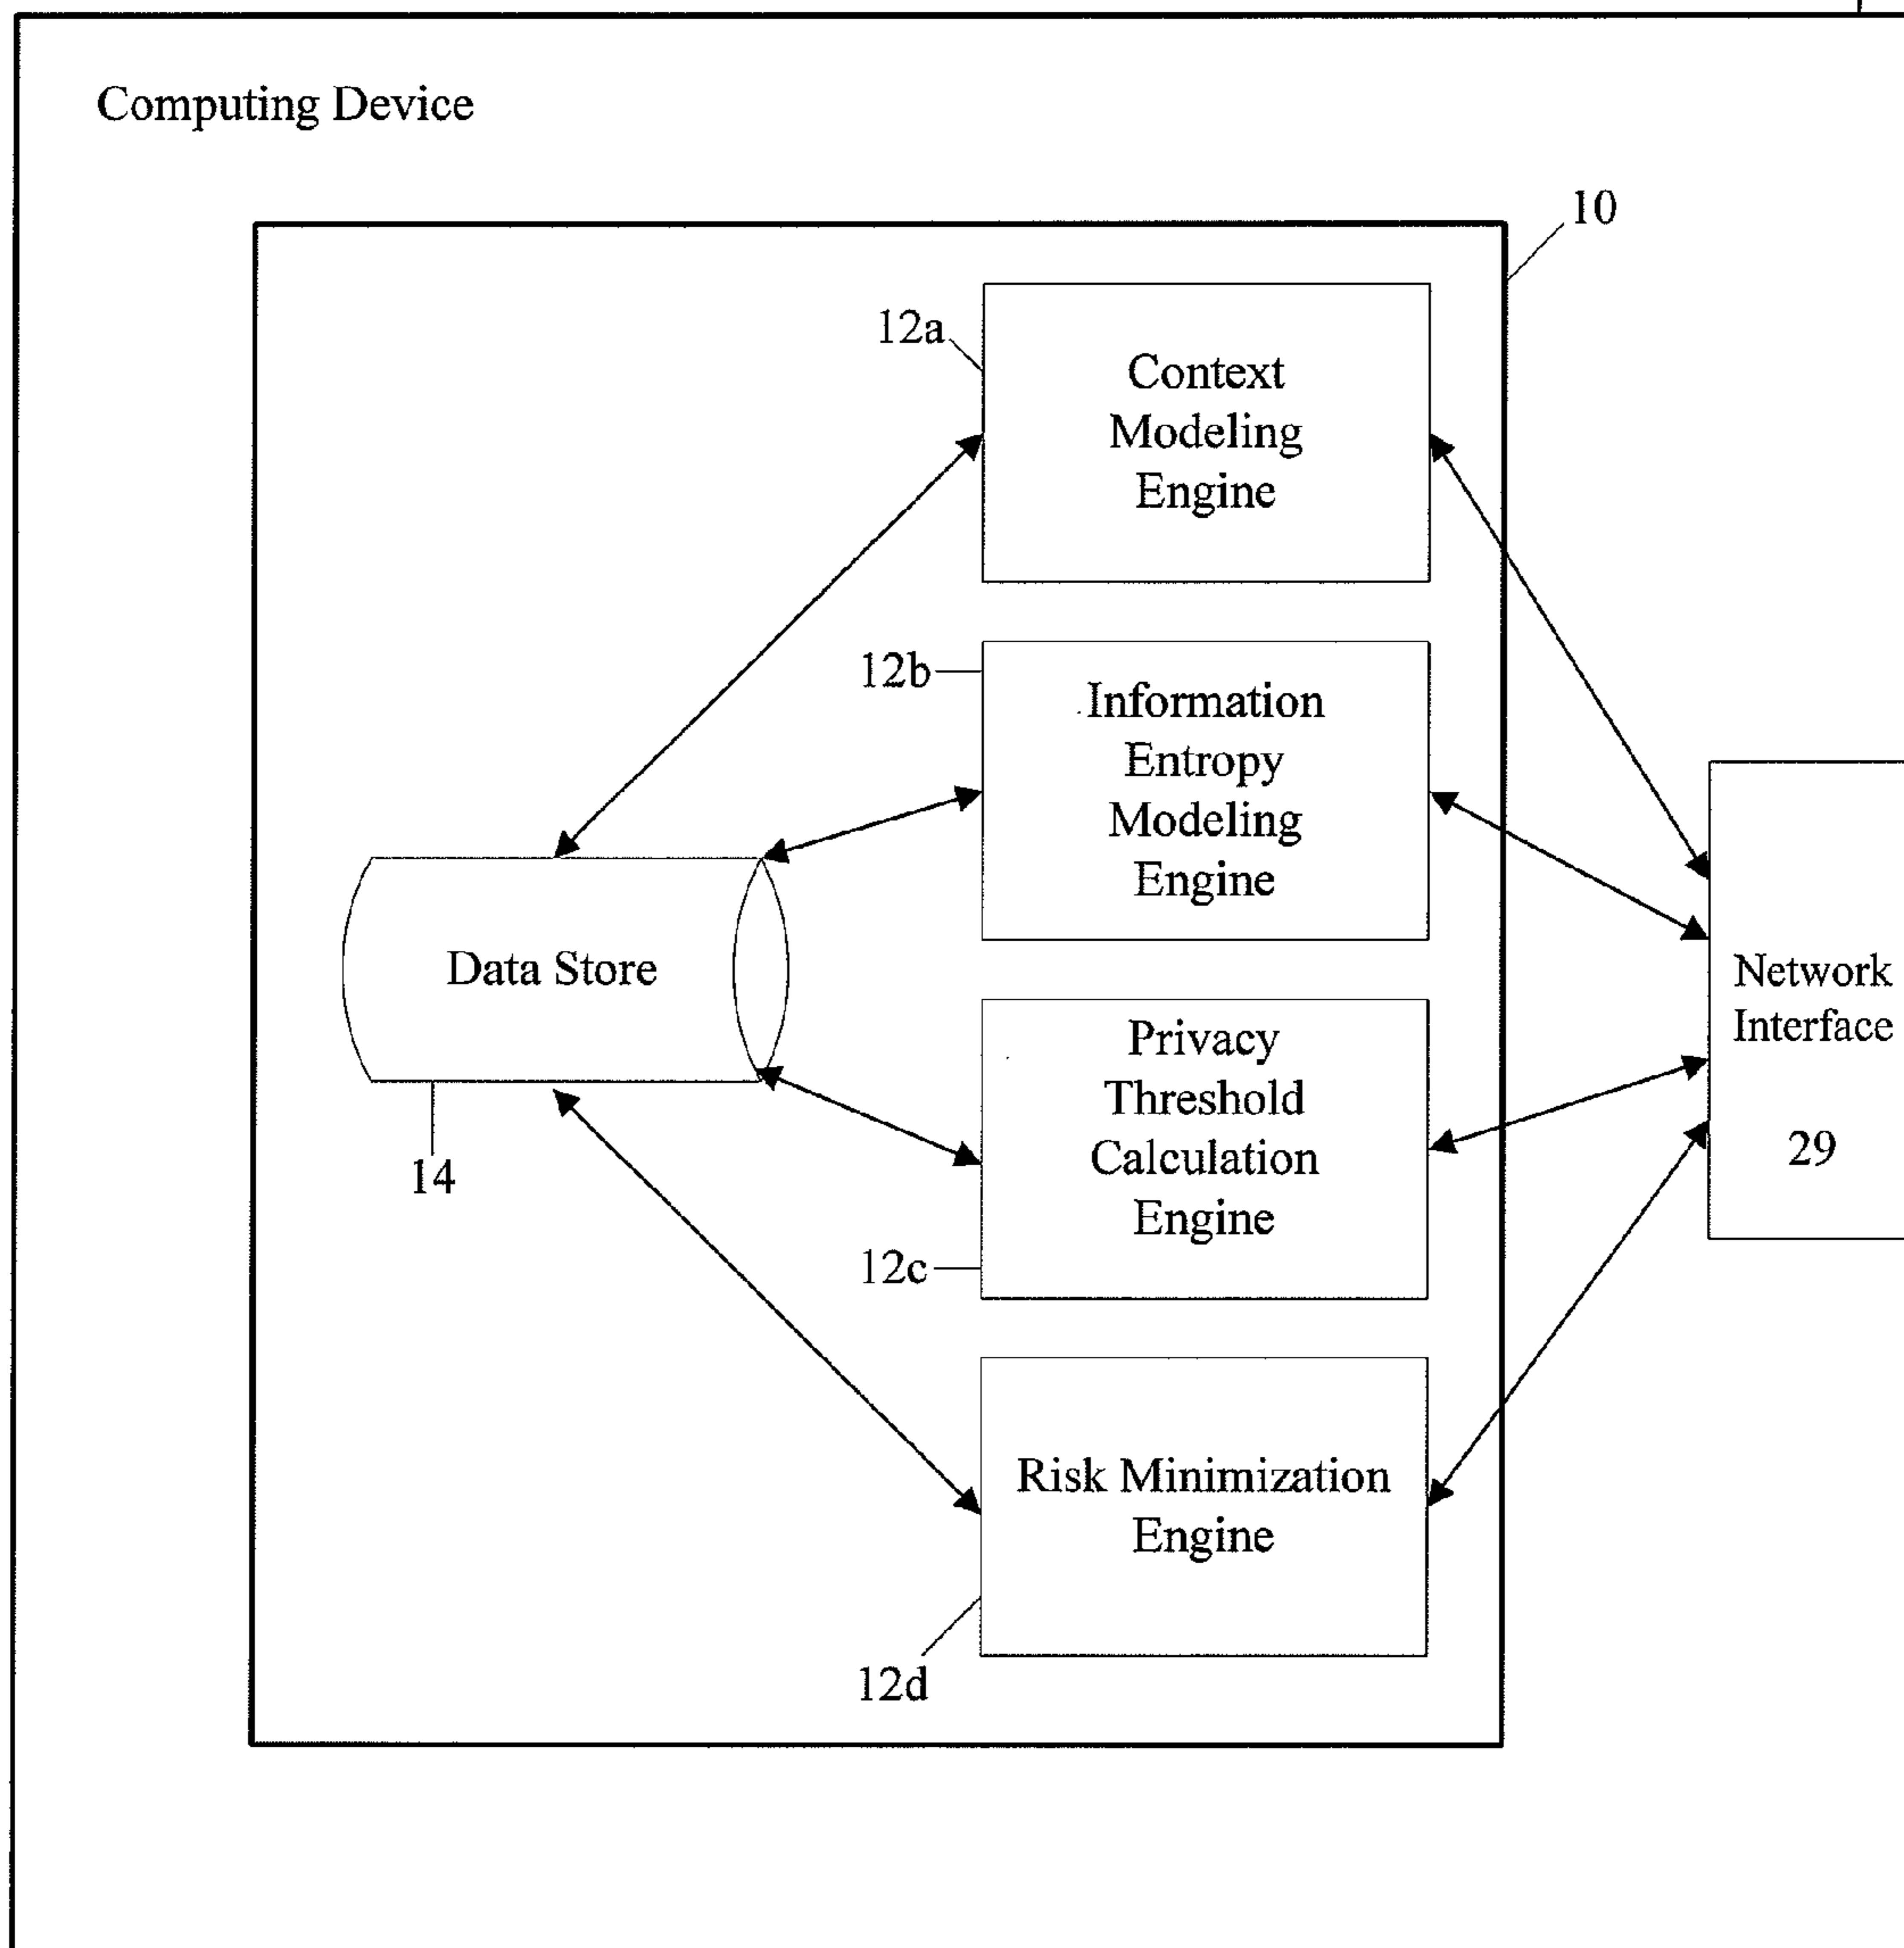 Computing Device
10
12a
Context
Modeling
Engine
12b
Information
Entropy
Modeling
Engine
Data Store
14
Privacy
Threshold
Calculation
Engine
12c
Network
Interface
29
Risk Minimization
Engine
12d